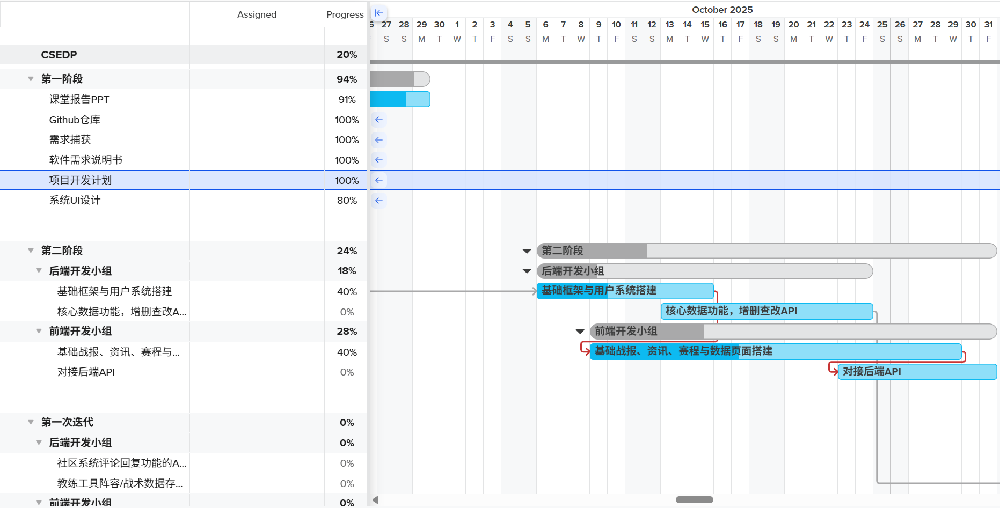 Assigned Progress October 2025
27 28 29 30 1 2 3 4 5 6 7 8 9 10 11 12 13 14 15 16 17 18 19 20 21 22 23 24 25 26 27 28 29 30 31
S S M T W T F S S M T W T F S S M T W T F S S M T W T F S S M T W T F
CSEDP 20%
第一阶段 94%
课堂报告PPT 91%
Github仓库 100%
需求捕获 100%
软件需求说明书 100%
项目开发计划 100%
系统UI设计 80%
第二阶段 24% 第二阶段
后端开发小组 18% 后端开发小组
基础框架与用户系统搭建 40% 基础框架与用户系统搭建
核心数据功能，增删查改A... 0% 核心数据功能，增删查改API
前端开发小组 28% 前端开发小组
基础战报、资讯、赛程与... 40% 基础战报、资讯、赛程与数据页面搭建
对接后端API 0% 对接后端API
第一次迭代 0%
后端开发小组 0%
社区系统评论回复功能的A... 0%
教练工具阵容/战术数据存... 0%
前端开发小组 0%